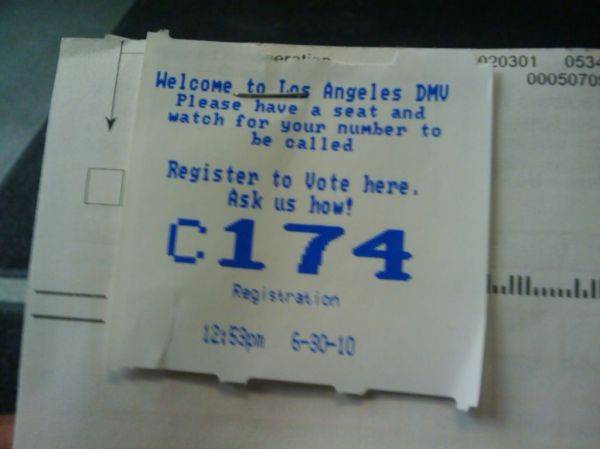 020301 0534
Welcome to Los Angeles DMV
Please have a seat and
watch for your number to
be called
Register to Vote here.
Ask us how!
C174
Registration
12:53pm 6-30-10